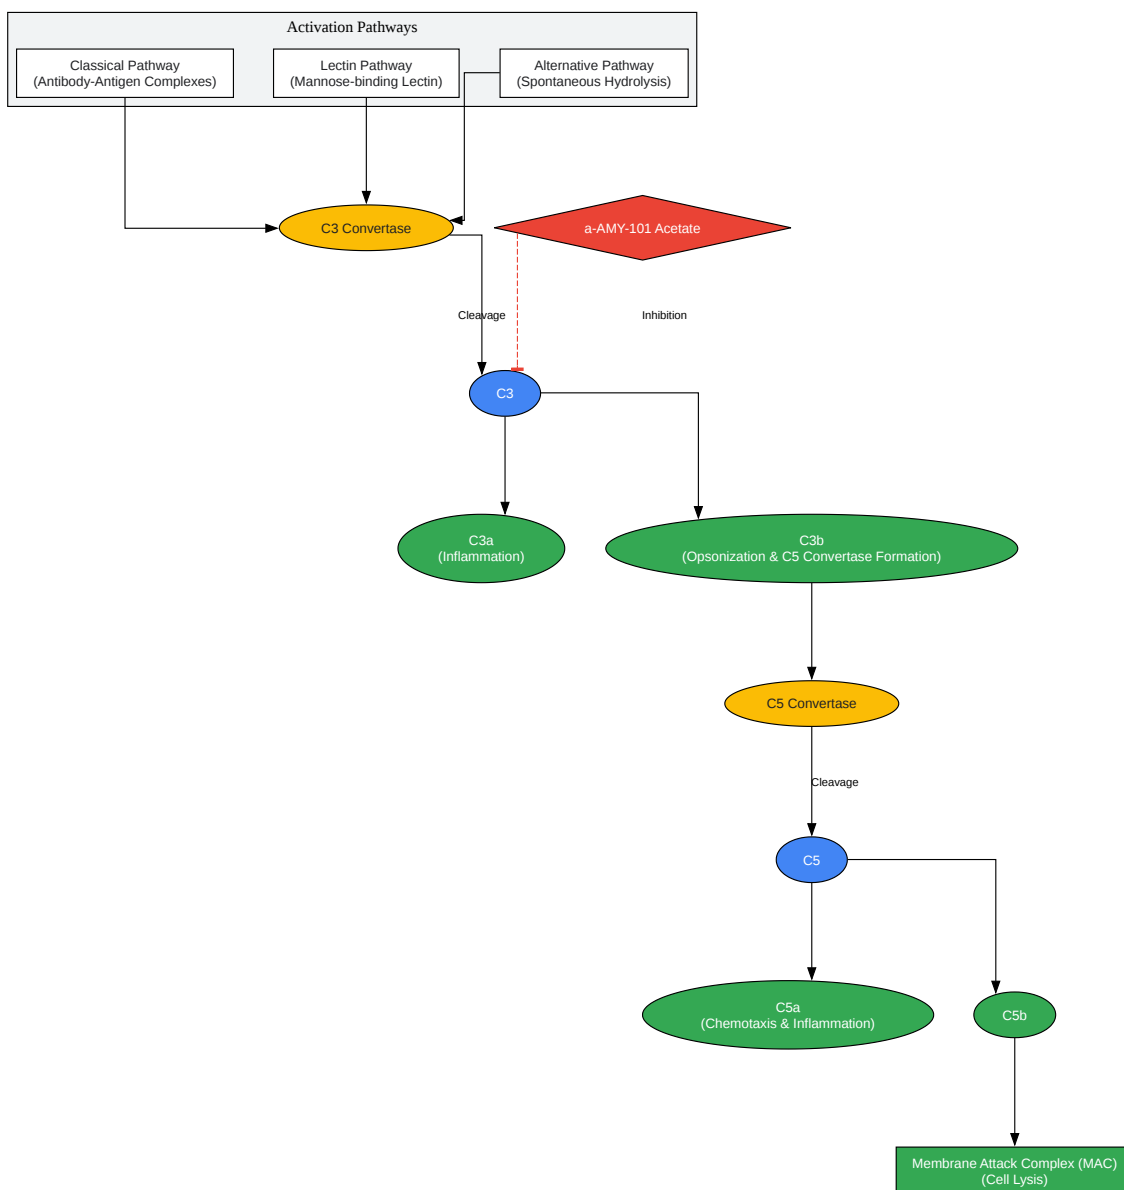 Activation Pathways
Classical Pathway
(Antibody-Antigen Complexes)
Lectin Pathway
(Mannose-binding Lectin)
Alternative Pathway
(Spontaneous Hydrolysis)
C3 Convertase
a-AMY-101 Acetate
Cleavage
Inhibition
C3
C3a
(Inflammation)
C3b
(Opsonization & C5 Convertase Formation)
C5 Convertase
Cleavage
C5
C5a
(Chemotaxis & Inflammation)
C5b
Membrane Attack Complex (MAC)
(Cell Lysis)